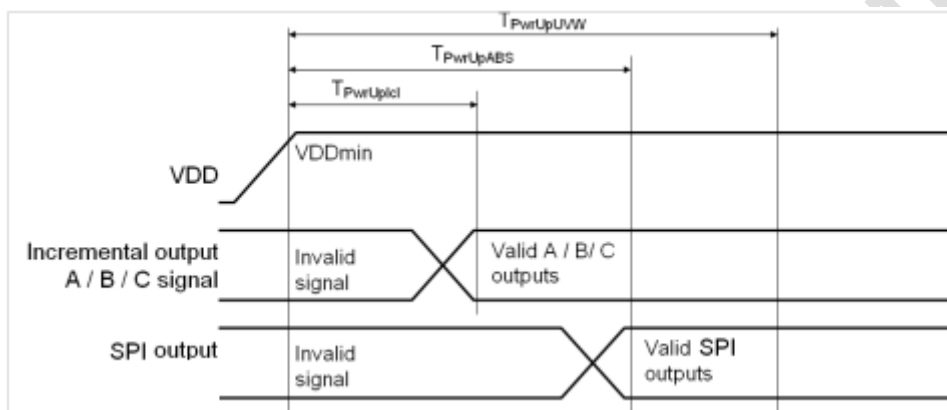 TPwrUpUVW
TPwrUpABS
TPwrUpIcl
VDDmin
VDD
Incremental output
A / B / C signal
Invalid
signal
Valid A / B/ C
outputs
SPI output
Invalid
signal
Valid SPI
outputs